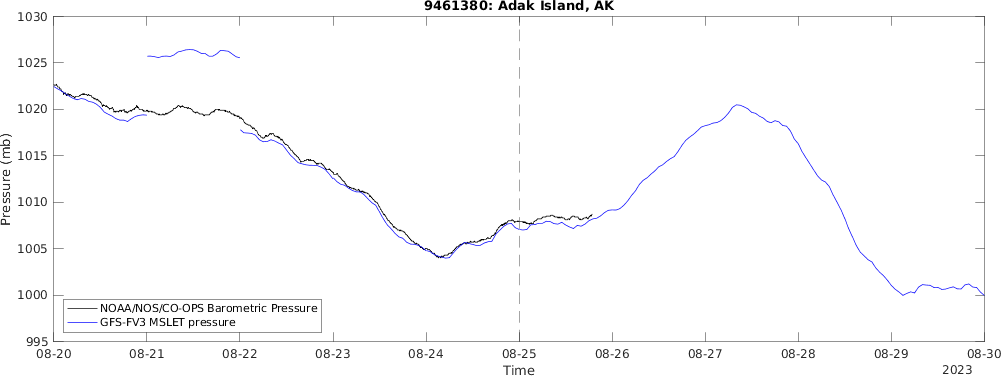 9461380: Adak Island, AK
Pressure (mb)
1030
1025
1020
1015
1010
1005
1000
995
NOAA/NOS/CO-OPS Barometric Pressure
GFS-FV3 MSLET pressure
08-20 08-21 08-22 08-23 08-24 08-25 08-26 08-27 08-28 08-29 08-30
Time
2023